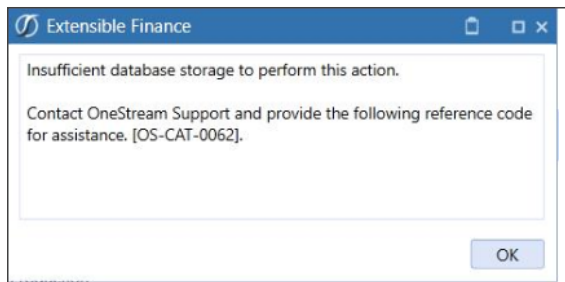 Extensible Finance
Insufficient database storage to perform this action.
Contact OneStream Support and provide the following reference code
for assistance. [OS-CAT-0062].
OK